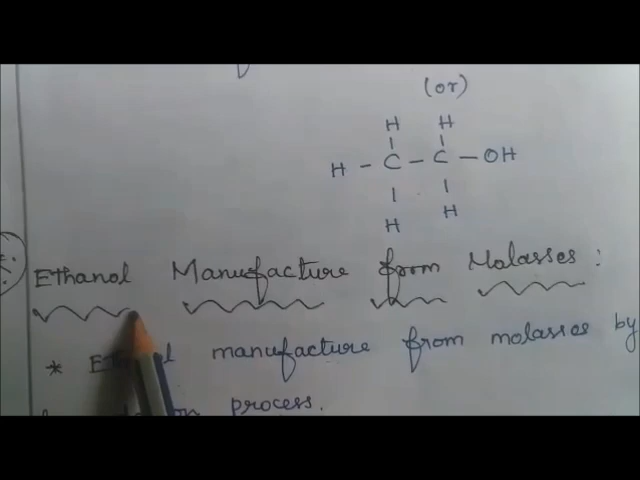 (or)
H H
H - C - C - OH
H H
Ethanol Manufacture from Molasses :
* manufacture from molasses by
process.